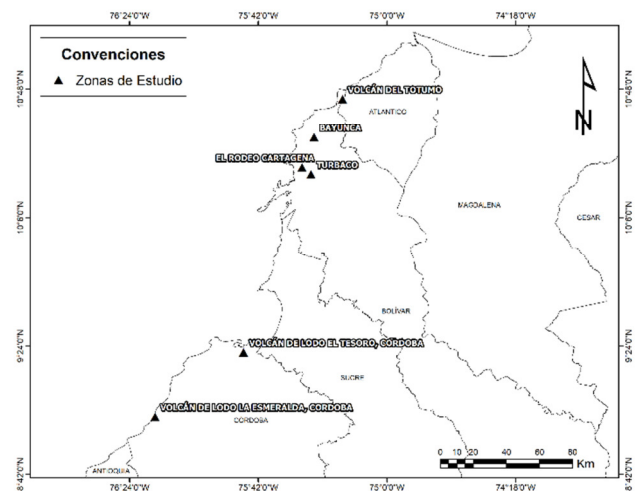 76°24'0"W 75°42'0"W 75°0'0"W 74°18'0"W
Convenciones
Zonas de Estudio
10°48'0"N 10°48'0"N
VOLCÁN DEL TOTUMO
ATLANTICO
BAYUNCA
N
EL RODEO CARTAGENA
TURBACO
MAGDALENA
10°6'0"N 10°6'0"N
CESAR
BOLÍVAR
9°24'0"N 9°24'0"N
VOLCÁN DE LODO EL TESORO, CORDOBA
SUCRE
VOLCÁN DE LODO LA ESMERALDA, CORDOBA
CORDOBA
0 10 20 40 60 80
Km
ANTIOQUIA
8°42'0"N 8°42'0"N
76°24'0"W 75°42'0"W 75°0'0"W 74°18'0"W